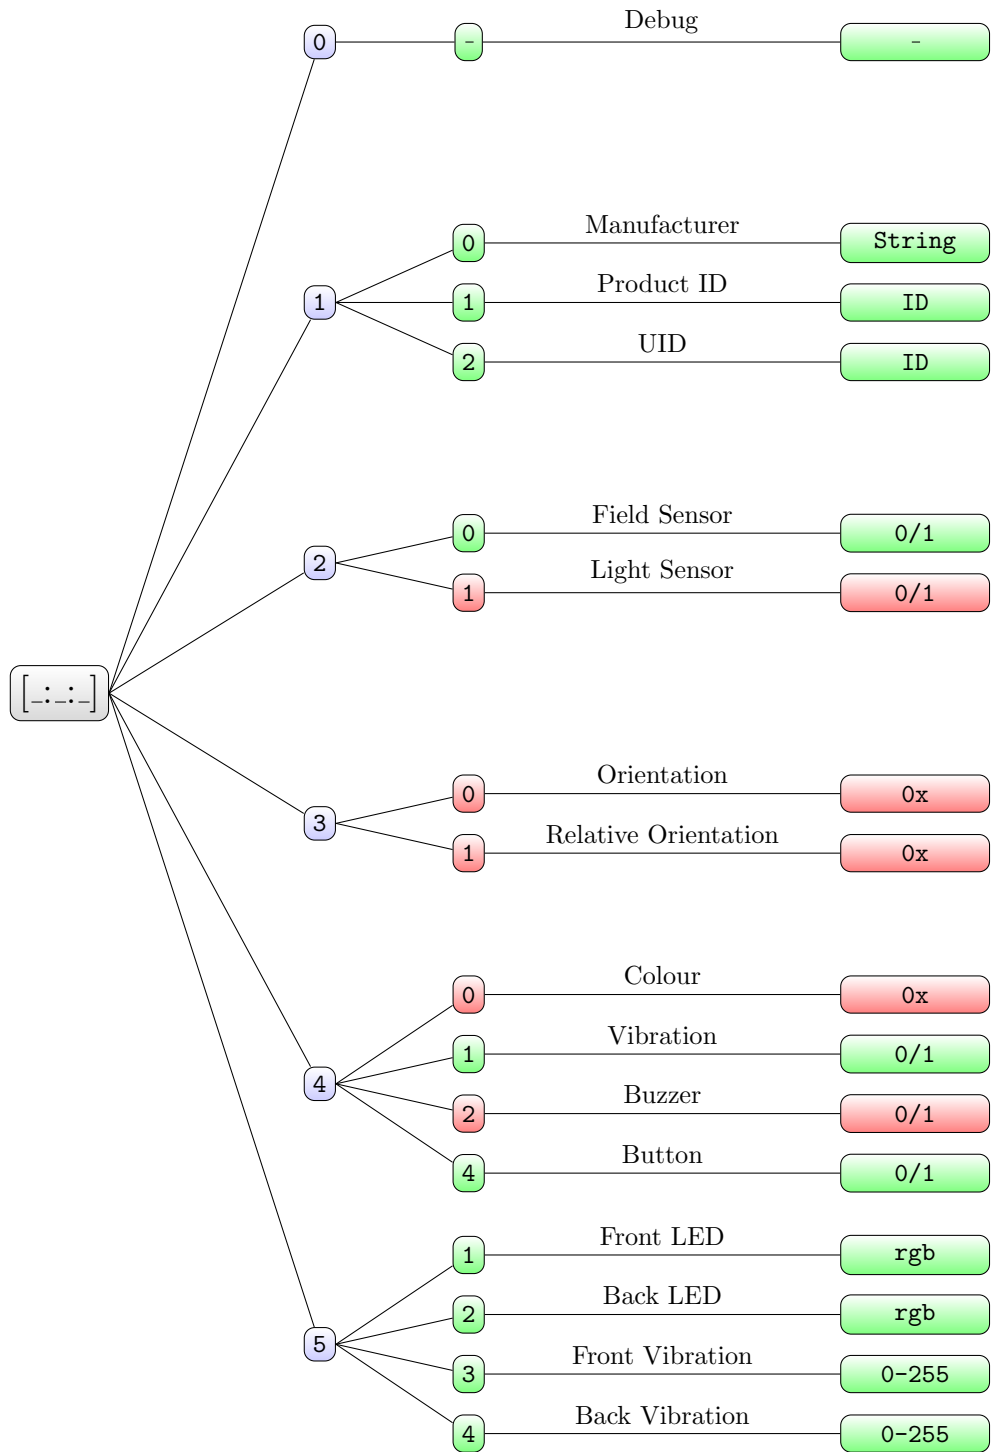 0 - Debug -
1
0 Manufacturer String
1 Product ID ID
2 UID ID
2
0 Field Sensor 0/1
1 Light Sensor 0/1
[_:_:_]
3
0 Orientation 0x
1 Relative Orientation 0x
4
0 Colour 0x
1 Vibration 0/1
2 Buzzer 0/1
4 Button 0/1
5
1 Front LED rgb
2 Back LED rgb
3 Front Vibration 0-255
4 Back Vibration 0-255